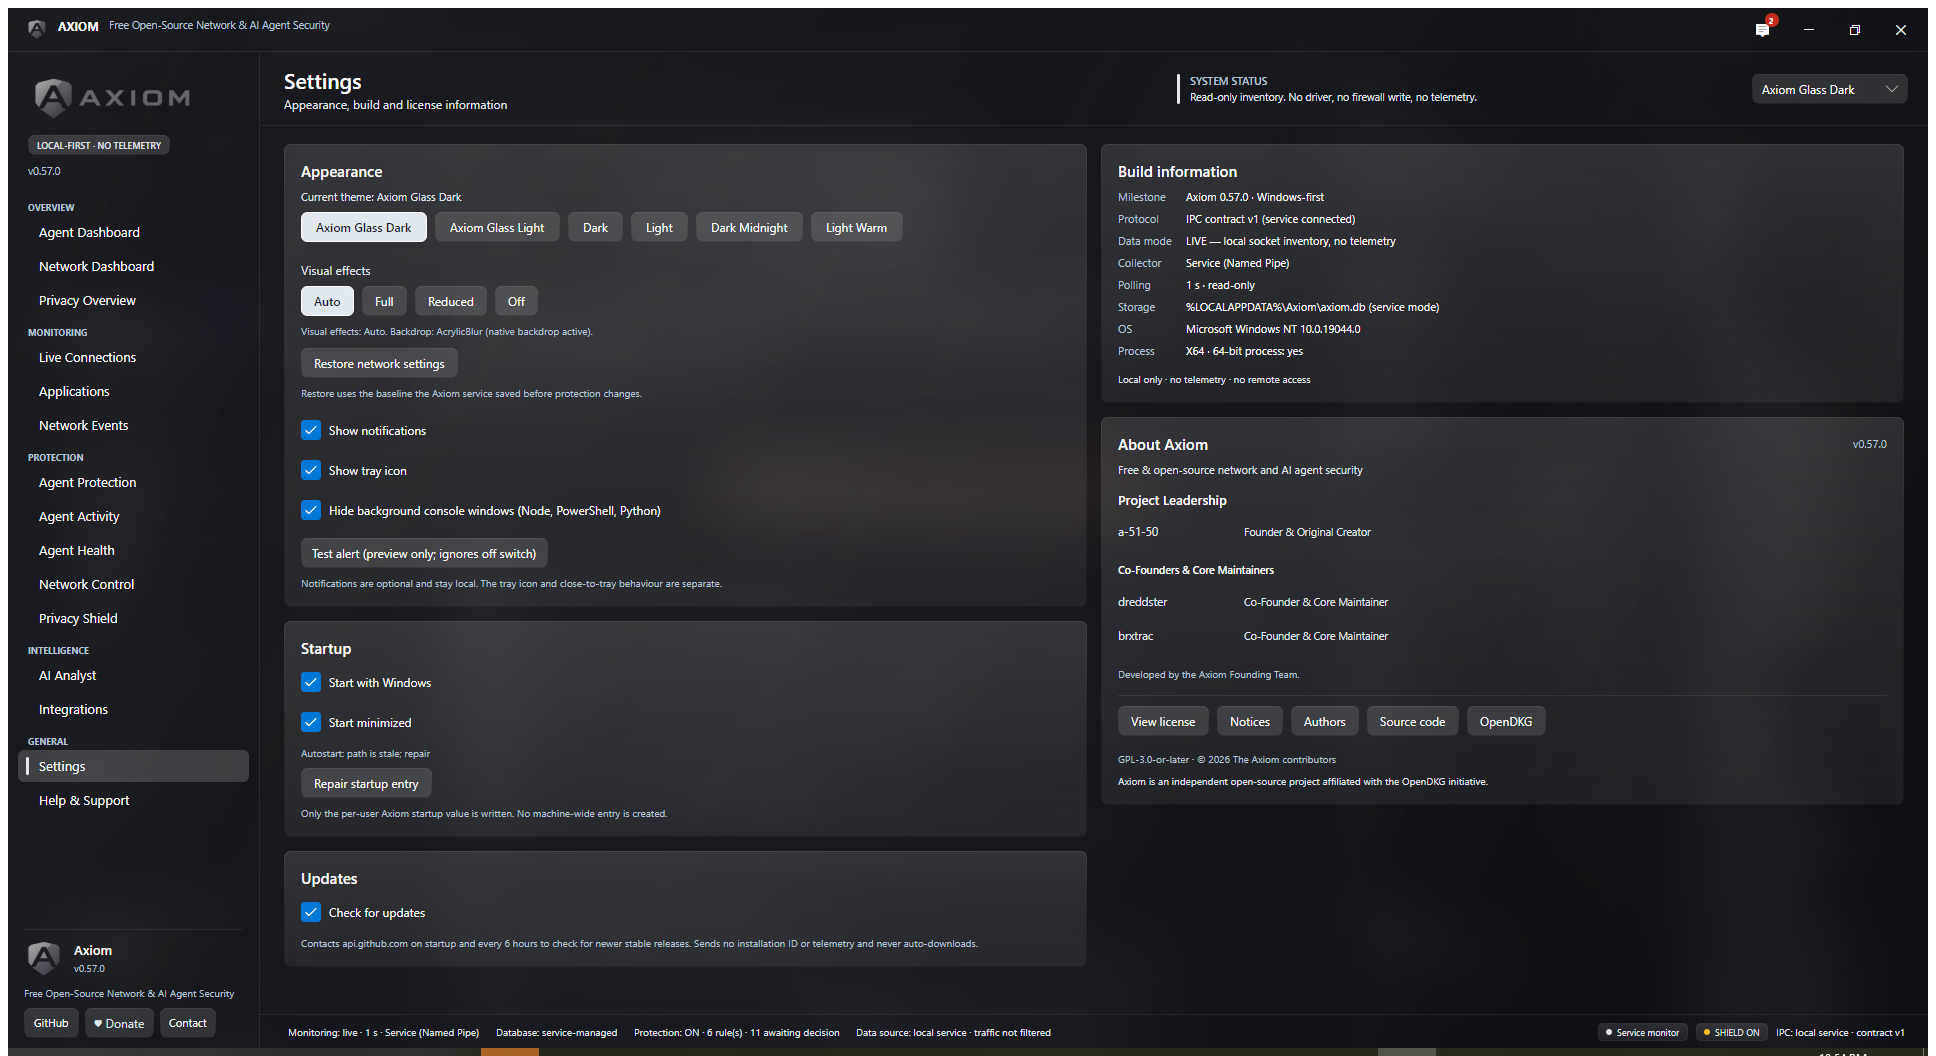 AXIOM Free Open-Source Network & AI Agent Security
2
AXIOM
LOCAL-FIRST · NO TELEMETRY
v0.57.0
OVERVIEW
Agent Dashboard
Network Dashboard
Privacy Overview
MONITORING
Live Connections
Applications
Network Events
PROTECTION
Agent Protection
Agent Activity
Agent Health
Network Control
Privacy Shield
INTELLIGENCE
AI Analyst
Integrations
GENERAL
Settings
Help & Support
Axiom
v0.57.0
Free Open-Source Network & AI Agent Security
GitHub Donate Contact
Settings
Appearance, build and license information
SYSTEM STATUS
Read-only inventory. No driver, no firewall write, no telemetry.
Axiom Glass Dark
Appearance
Current theme: Axiom Glass Dark
Axiom Glass Dark Axiom Glass Light Dark Light Dark Midnight Light Warm
Visual effects
Auto Full Reduced Off
Visual effects: Auto. Backdrop: AcrylicBlur (native backdrop active).
Restore network settings
Restore uses the baseline the Axiom service saved before protection changes.
Show notifications
Show tray icon
Hide background console windows (Node, PowerShell, Python)
Test alert (preview only; ignores off switch)
Notifications are optional and stay local. The tray icon and close-to-tray behaviour are separate.
Startup
Start with Windows
Start minimized
Autostart: path is stale; repair
Repair startup entry
Only the per-user Axiom startup value is written. No machine-wide entry is created.
Updates
Check for updates
Contacts api.github.com on startup and every 6 hours to check for newer stable releases. Sends no installation ID or telemetry and never auto-downloads.
Build information
Milestone Axiom 0.57.0 · Windows-first
Protocol IPC contract v1 (service connected)
Data mode LIVE — local socket inventory, no telemetry
Collector Service (Named Pipe)
Polling 1 s · read-only
Storage %LOCALAPPDATA%\Axiom\axiom.db (service mode)
OS Microsoft Windows NT 10.0.19044.0
Process X64 · 64-bit process: yes
Local only · no telemetry · no remote access
About Axiom v0.57.0
Free & open-source network and AI agent security
Project Leadership
a-51-50 Founder & Original Creator
Co-Founders & Core Maintainers
dreddster Co-Founder & Core Maintainer
brxtrac Co-Founder & Core Maintainer
Developed by the Axiom Founding Team.
View license Notices Authors Source code OpenDKG
GPL-3.0-or-later · © 2026 The Axiom contributors
Axiom is an independent open-source project affiliated with the OpenDKG initiative.
Monitoring: live · 1 s · Service (Named Pipe) Database: service-managed Protection: ON · 6 rule(s) · 11 awaiting decision Data source: local service · traffic not filtered
Service monitor SHIELD ON IPC: local service · contract v1